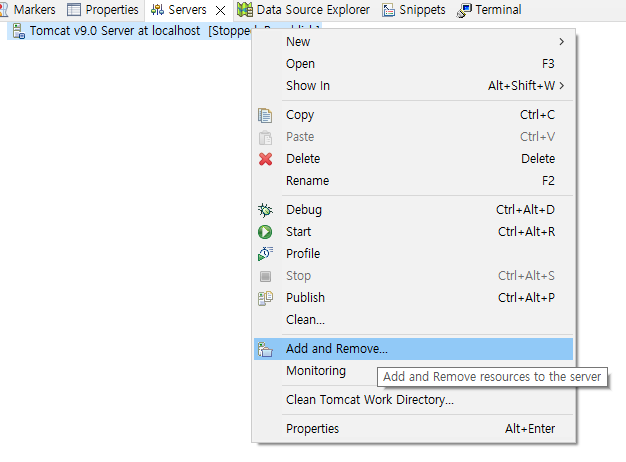 Markers Properties Servers Data Source Explorer Snippets Terminal
Tomcat v9.0 Server at localhost [Stopped
New
Open F3
Show In Alt+Shift+W
Copy Ctrl+C
Paste Ctrl+V
Delete Delete
Rename F2
Debug Ctrl+Alt+D
Start Ctrl+Alt+R
Profile
Stop Ctrl+Alt+S
Publish Ctrl+Alt+P
Clean...
Add and Remove...
Monitoring
Add and Remove resources to the server
Clean Tomcat Work Directory...
Properties Alt+Enter